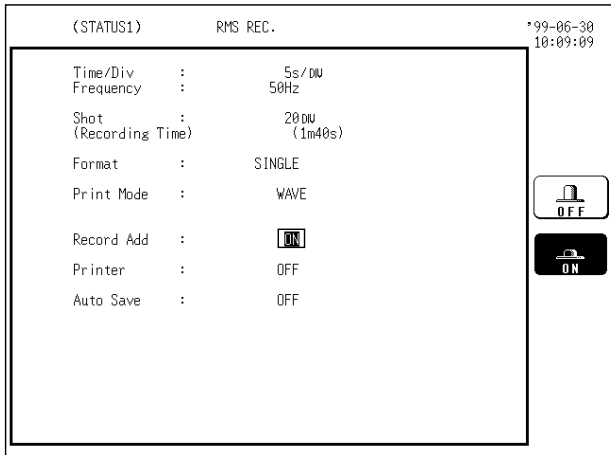 (STATUS1) RMS REC. '99-06-30
10:09:09
Time/Div : 5s/DIV
Frequency : 50Hz
Shot : 20DIV
(Recording Time) (1m40s)
Format : SINGLE
Print Mode : WAVE
OFF
Record Add : ON
ON
Printer : OFF
Auto Save : OFF